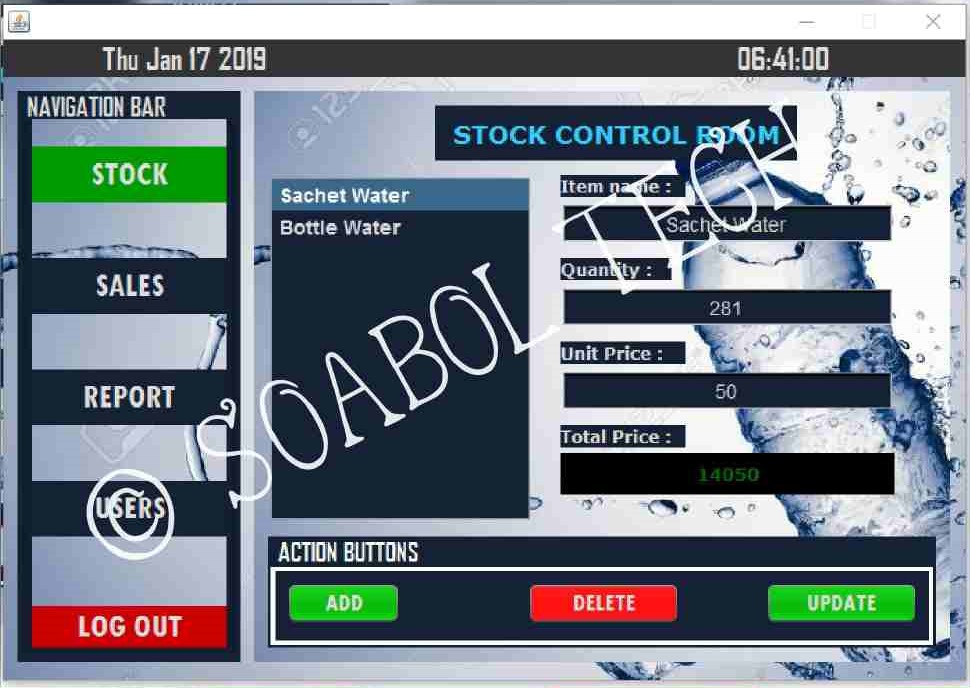 Thu Jan 17 2019
06:41:00
NAVIGATION BAR
STOCK
SALES
REPORT
USERS
LOG OUT
STOCK CONTROL ROOM
Sachet Water
Bottle Water
Item name :
Sachet Water
Quantity :
281
Unit Price :
50
Total Price :
14050
ACTION BUTTONS
ADD
DELETE
UPDATE
© SOABOL TECH